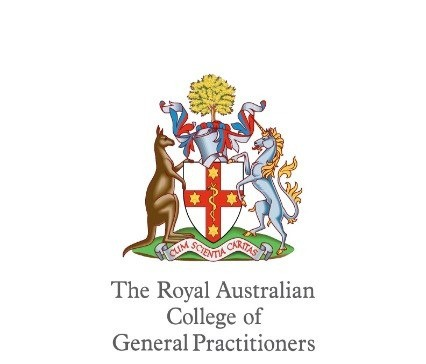 CUM SCIENTIA CARITAS
The Royal Australian
College of
General Practitioners